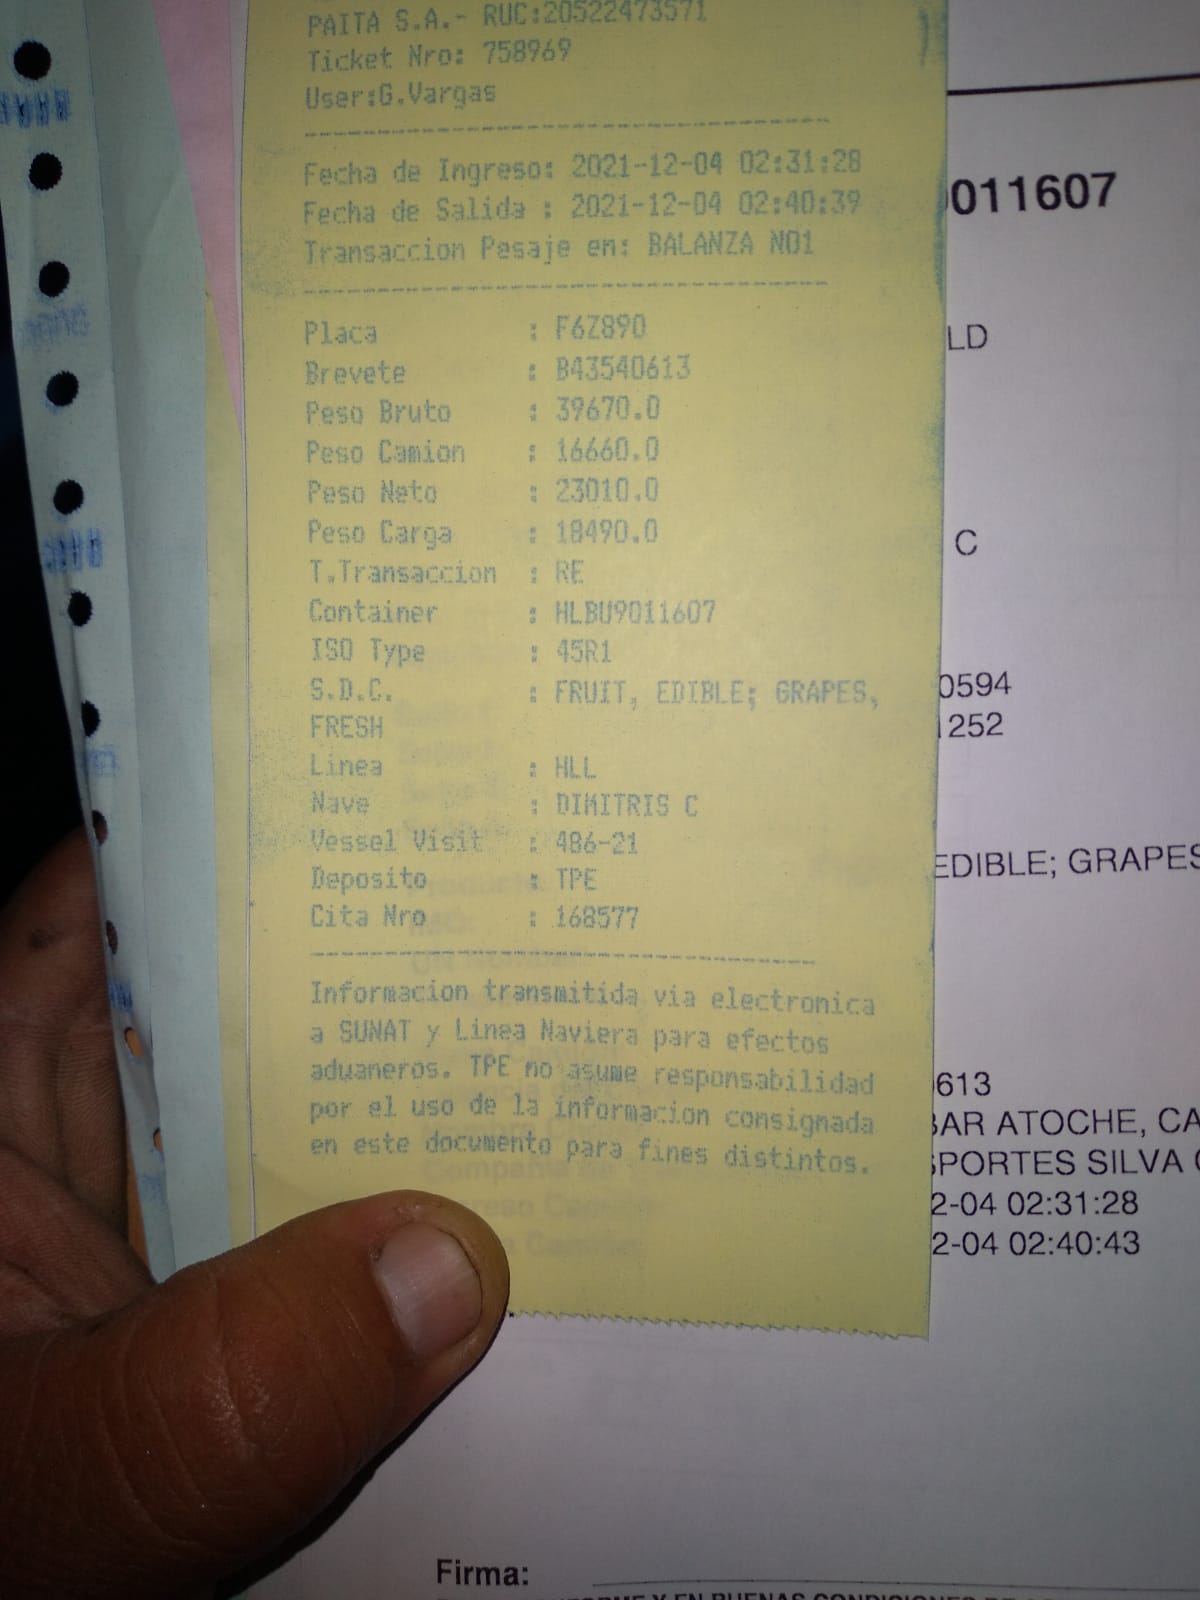 PAITA S.A.- RUC:20522473571
Ticket Nro: 758969
User:G.Vargas
Fecha de Ingreso: 2021-12-04 02:31:28
Fecha de Salida : 2021-12-04 02:40:39
Transaccion Pesaje en: BALANZA N01
Placa : F6Z890
Brevete : B43540613
Peso Bruto : 39670.0
Peso Camion : 16660.0
Peso Neto : 23010.0
Peso Carga : 18490.0
T.Transaccion : RE
Container : HLBU9011607
ISO Type : 45R1
S.D.C. : FRUIT, EDIBLE; GRAPES,
FRESH
Linea : HLL
Nave : DIMITRIS C
Vessel Visit : 486-21
Deposito : TPE
Cita Nro : 168577
Informacion transmitida via electronica
a SUNAT y Linea Naviera para efectos
aduaneros. TPE no asume responsabilidad
por el uso de la informacion consignada
en este documento para fines distintos.
011607
LD
C
0594
1252
EDIBLE; GRAPES
613
BAR ATOCHE, CA
SPORTES SILVA
2-04 02:31:28
2-04 02:40:43
Firma: